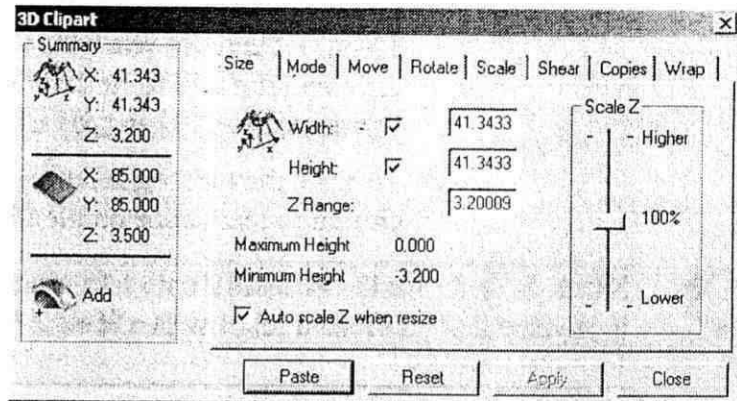 3D Clipart
Summary
X: 41.343
Y: 41.343
Z: 3.200
X: 85.000
Y: 85.000
Z: 3.500
Add
Size Mode Move Rotate Scale Shear Copies Wrap
Width: 41.3433
Height: 41.3433
Z Range: 3.20009
Maximum Height 0.000
Minimum Height -3.200
Auto scale Z when resize
Scale Z
Higher
100%
Lower
Paste Reset Apply Close